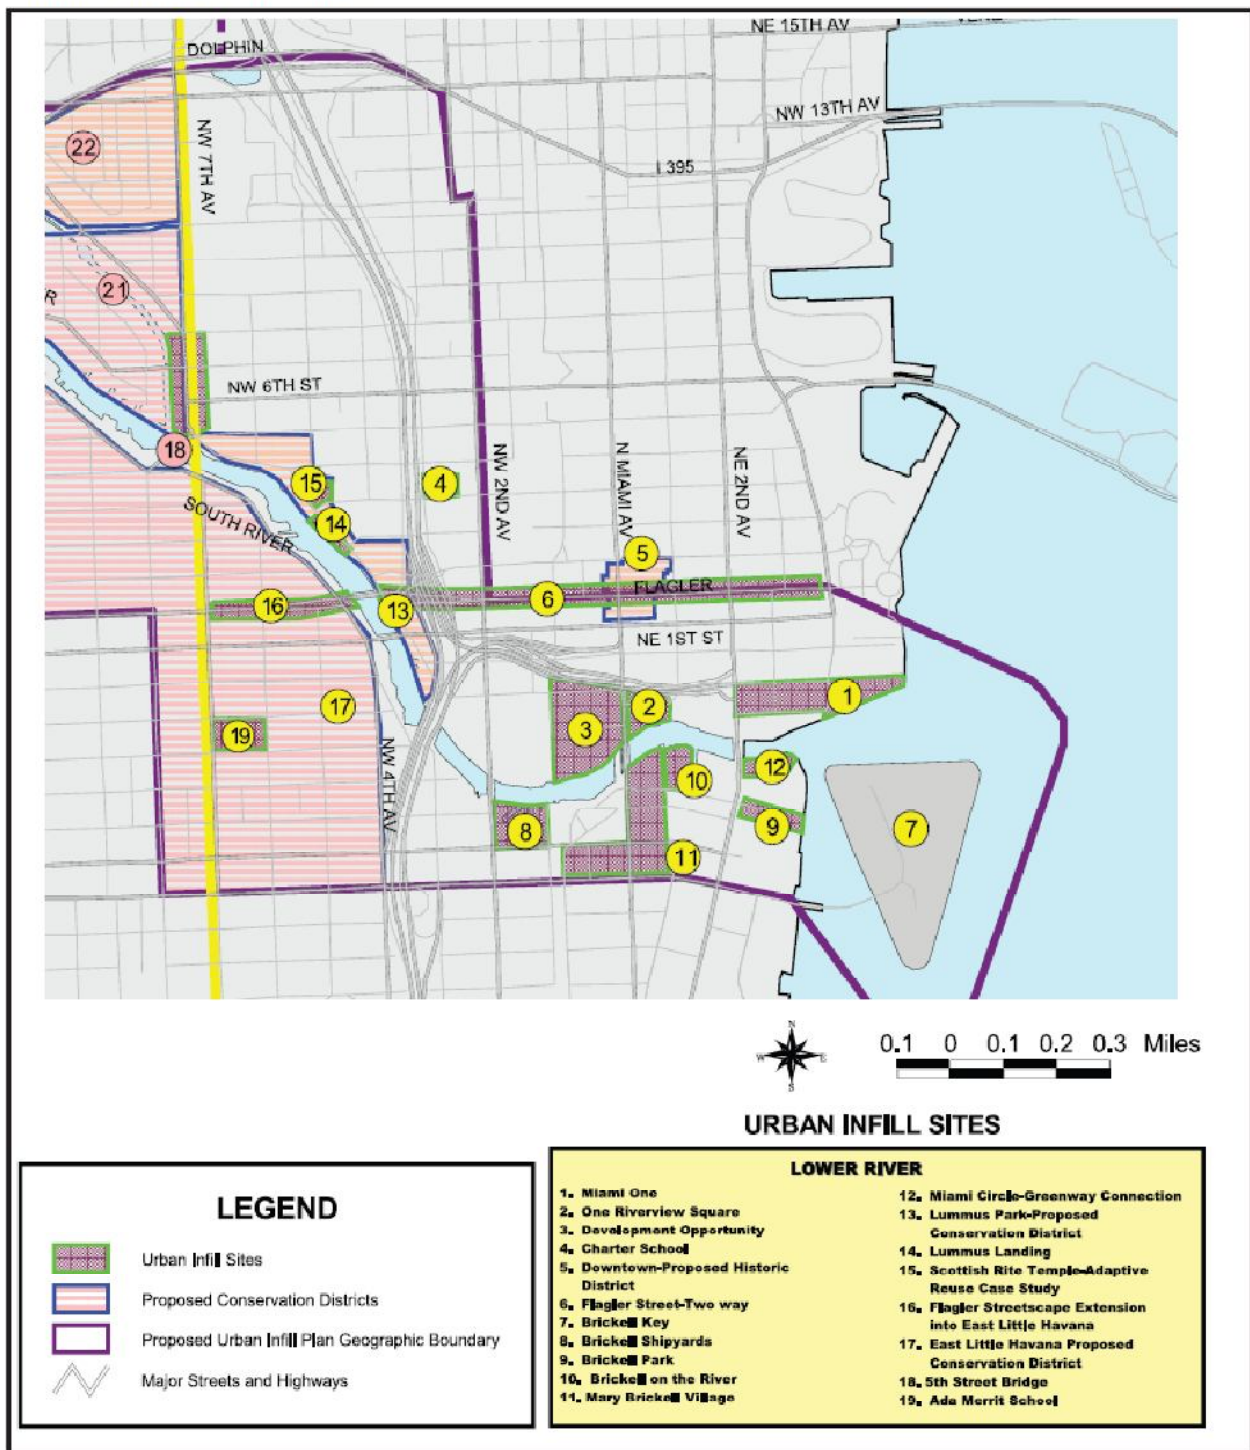 VENE
NE 15TH AV
DOLPHIN
NW 13TH AV
I 395
NW 7TH AV
22
21
R
NW 6TH ST
18
15
4
NW 2ND AV
N MIAMI AV
NE 2ND AV
SOUTH RIVER
14
5
FLAGLER
16
13
6
NE 1ST ST
17
1
2
3
19
NW 4TH AV
12
10
8
9
7
11
N
W E
S
0.1 0 0.1 0.2 0.3 Miles
URBAN INFILL SITES
LEGEND
Urban Infill Sites
Proposed Conservation Districts
Proposed Urban Infill Plan Geographic Boundary
Major Streets and Highways
LOWER RIVER
1. Miami One
2. One Riverview Square
3. Development Opportunity
4. Charter School
5. Downtown-Proposed Historic
District
6. Flagler Street-Two way
7. Brickell Key
8. Brickell Shipyards
9. Brickell Park
10. Brickell on the River
11. Mary Brickell Village
12. Miami Circle-Greenway Connection
13. Lummus Park-Proposed
Conservation District
14. Lummus Landing
15. Scottish Rite Temple-Adaptive
Reuse Case Study
16. Flagler Streetscape Extension
into East Little Havana
17. East Little Havana Proposed
Conservation District
18. 5th Street Bridge
19. Ada Merrit School